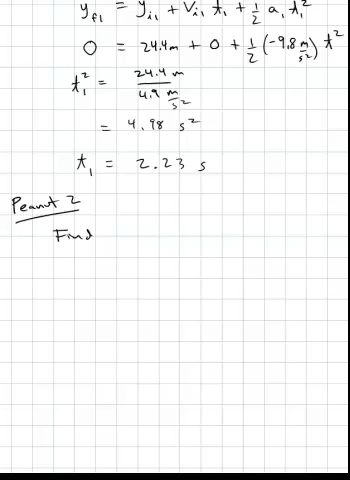 y_f1 = y_i1 + V_i1 t_1 + 1/2 a_1 t_1^2
0 = 24.4m + 0 + 1/2 (-9.8 m/s^2) t^2
t_1^2 = 24.4 m / 4.9 m/s^2
= 4.98 s^2
t_1 = 2.23 s
Peanut 2
Find